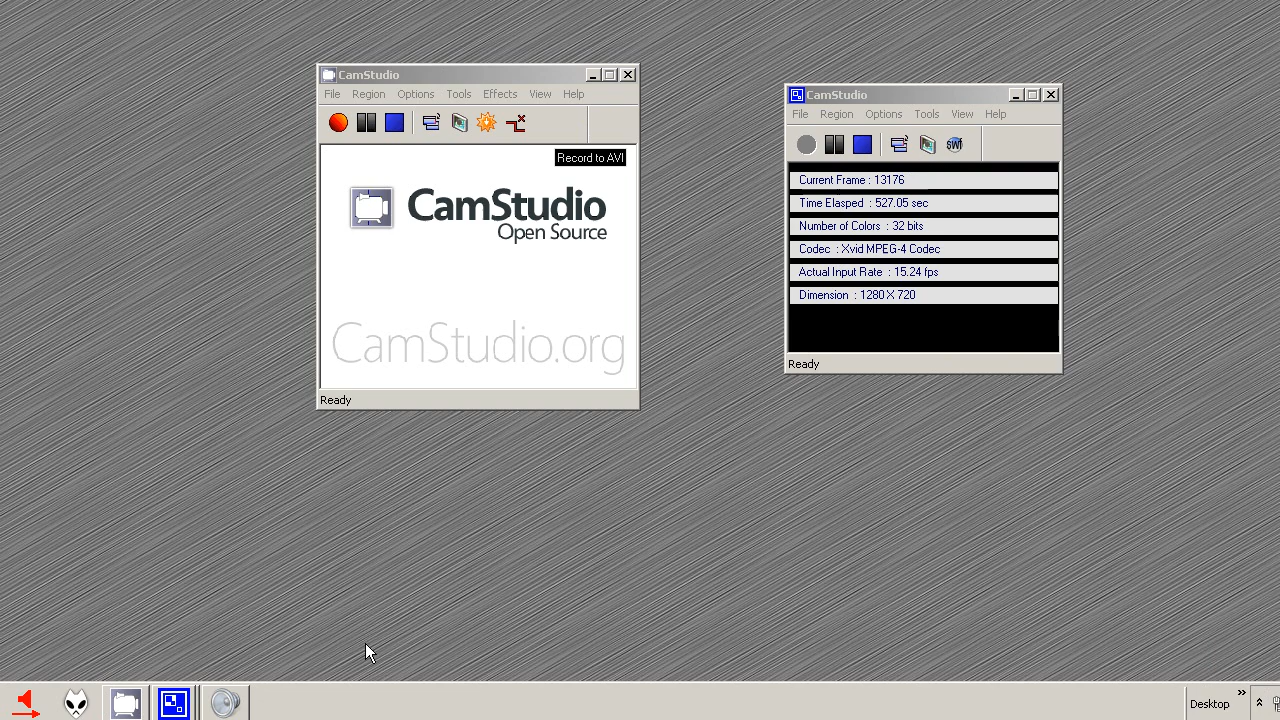 CamStudio
File Region Options Tools Effects View Help
Record to AVI
CamStudio
Open Source
CamStudio.org
Ready
CamStudio
File Region Options Tools View Help
SWF
Current Frame : 13176
Time Elasped : 527.05 sec
Number of Colors : 32 bits
Codec : Xvid MPEG-4 Codec
Actual Input Rate : 15.24 fps
Dimension : 1280 X 720
Ready
Desktop